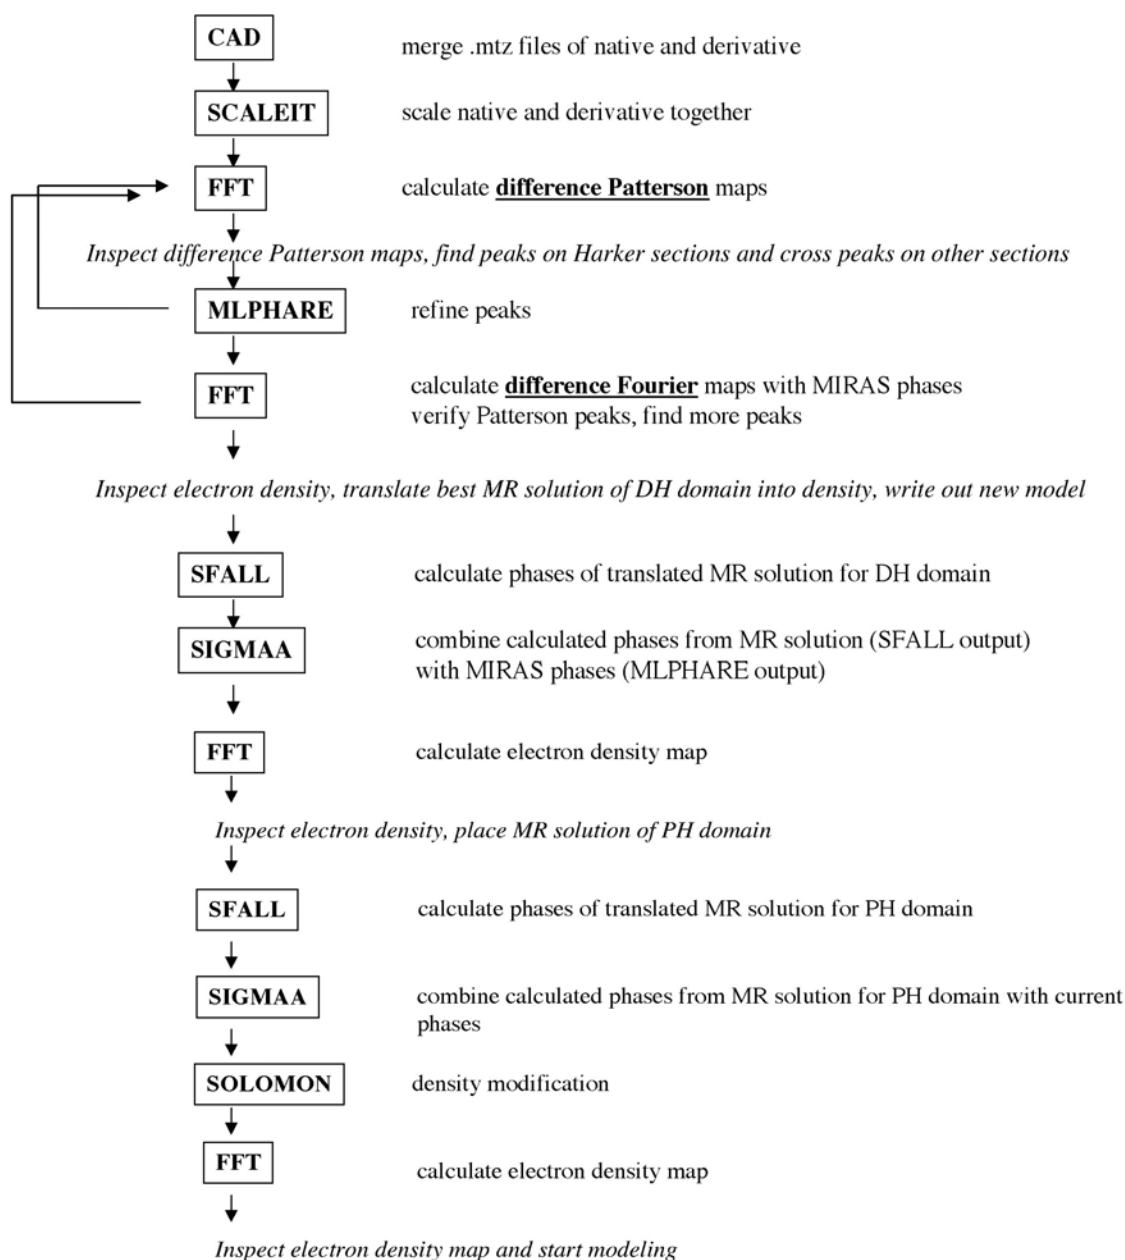 CAD merge .mtz files of native and derivative
SCALEIT scale native and derivative together
FFT calculate difference Patterson maps
Inspect difference Patterson maps, find peaks on Harker sections and cross peaks on other sections
MLPHARE refine peaks
FFT calculate difference Fourier maps with MIRAS phases
verify Patterson peaks, find more peaks
Inspect electron density, translate best MR solution of DH domain into density, write out new model
SFALL calculate phases of translated MR solution for DH domain
SIGMAA combine calculated phases from MR solution (SFALL output)
with MIRAS phases (MLPHARE output)
FFT calculate electron density map
Inspect electron density, place MR solution of PH domain
SFALL calculate phases of translated MR solution for PH domain
SIGMAA combine calculated phases from MR solution for PH domain with current
phases
SOLOMON density modification
FFT calculate electron density map
Inspect electron density map and start modeling